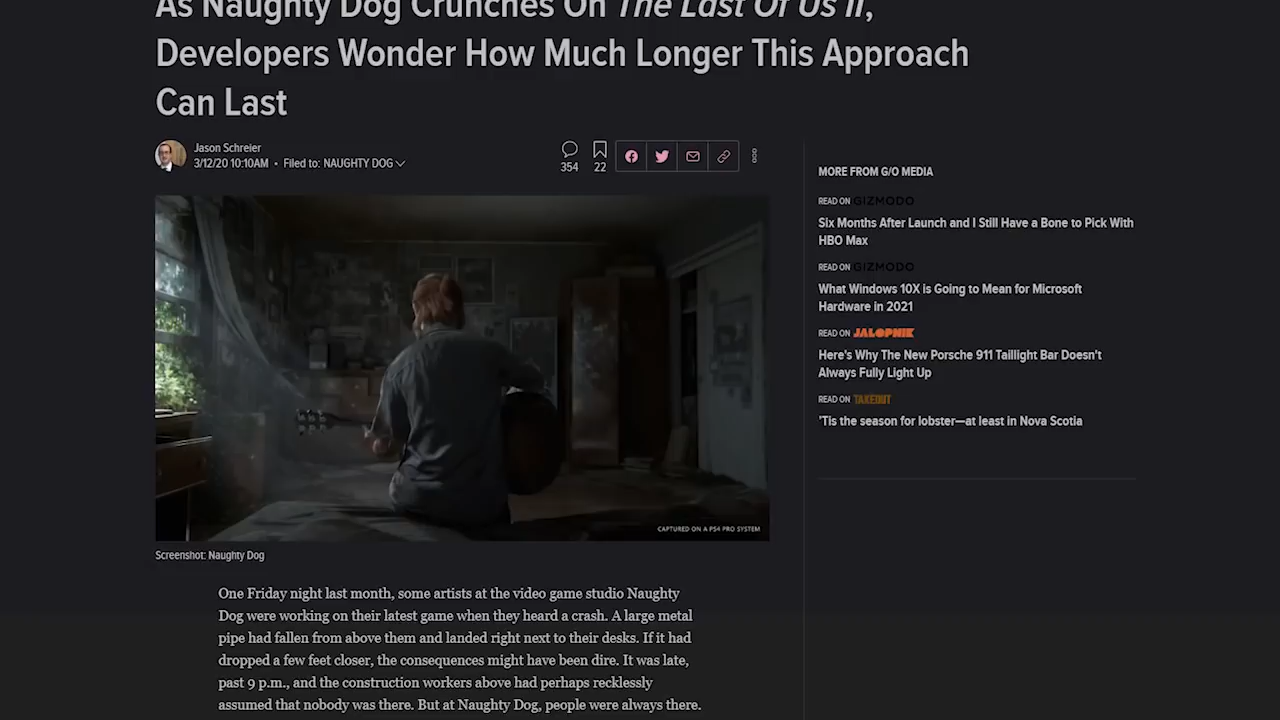 As Naughty Dog Crunches On The Last Of Us II,
Developers Wonder How Much Longer This Approach
Can Last
Jason Schreier
3/12/20 10:10AM • Filed to: NAUGHTY DOG
354
22
CAPTURED ON A PS4 PRO SYSTEM
Screenshot: Naughty Dog
One Friday night last month, some artists at the video game studio Naughty
Dog were working on their latest game when they heard a crash. A large metal
pipe had fallen from above them and landed right next to their desks. If it had
dropped a few feet closer, the consequences might have been dire. It was late,
past 9 p.m., and the construction workers above had perhaps recklessly
assumed that nobody was there. But at Naughty Dog, people were always there.
MORE FROM G/O MEDIA
READ ON GIZMODO
Six Months After Launch and I Still Have a Bone to Pick With
HBO Max
READ ON GIZMODO
What Windows 10X is Going to Mean for Microsoft
Hardware in 2021
READ ON JALOPNIK
Here's Why The New Porsche 911 Taillight Bar Doesn't
Always Fully Light Up
READ ON TAKEOUT
'Tis the season for lobster—at least in Nova Scotia